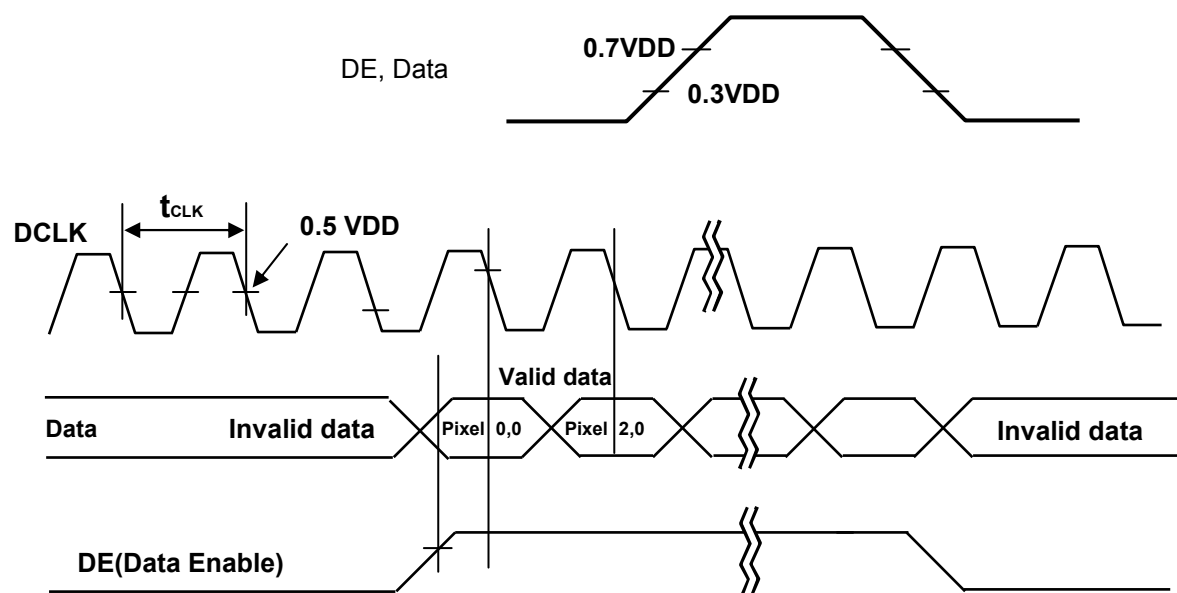 0.7VDD
DE, Data
0.3VDD
tCLK
0.5 VDD
DCLK
Valid data
Data
Invalid data
Pixel 0,0
Pixel 2,0
Invalid data
DE(Data Enable)